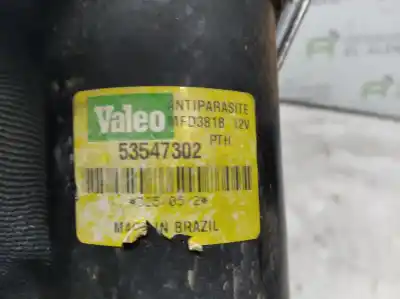 Valeo
ANTIPARASITE
MFD3818 12V
PTH
53547302
MADE IN BRAZIL